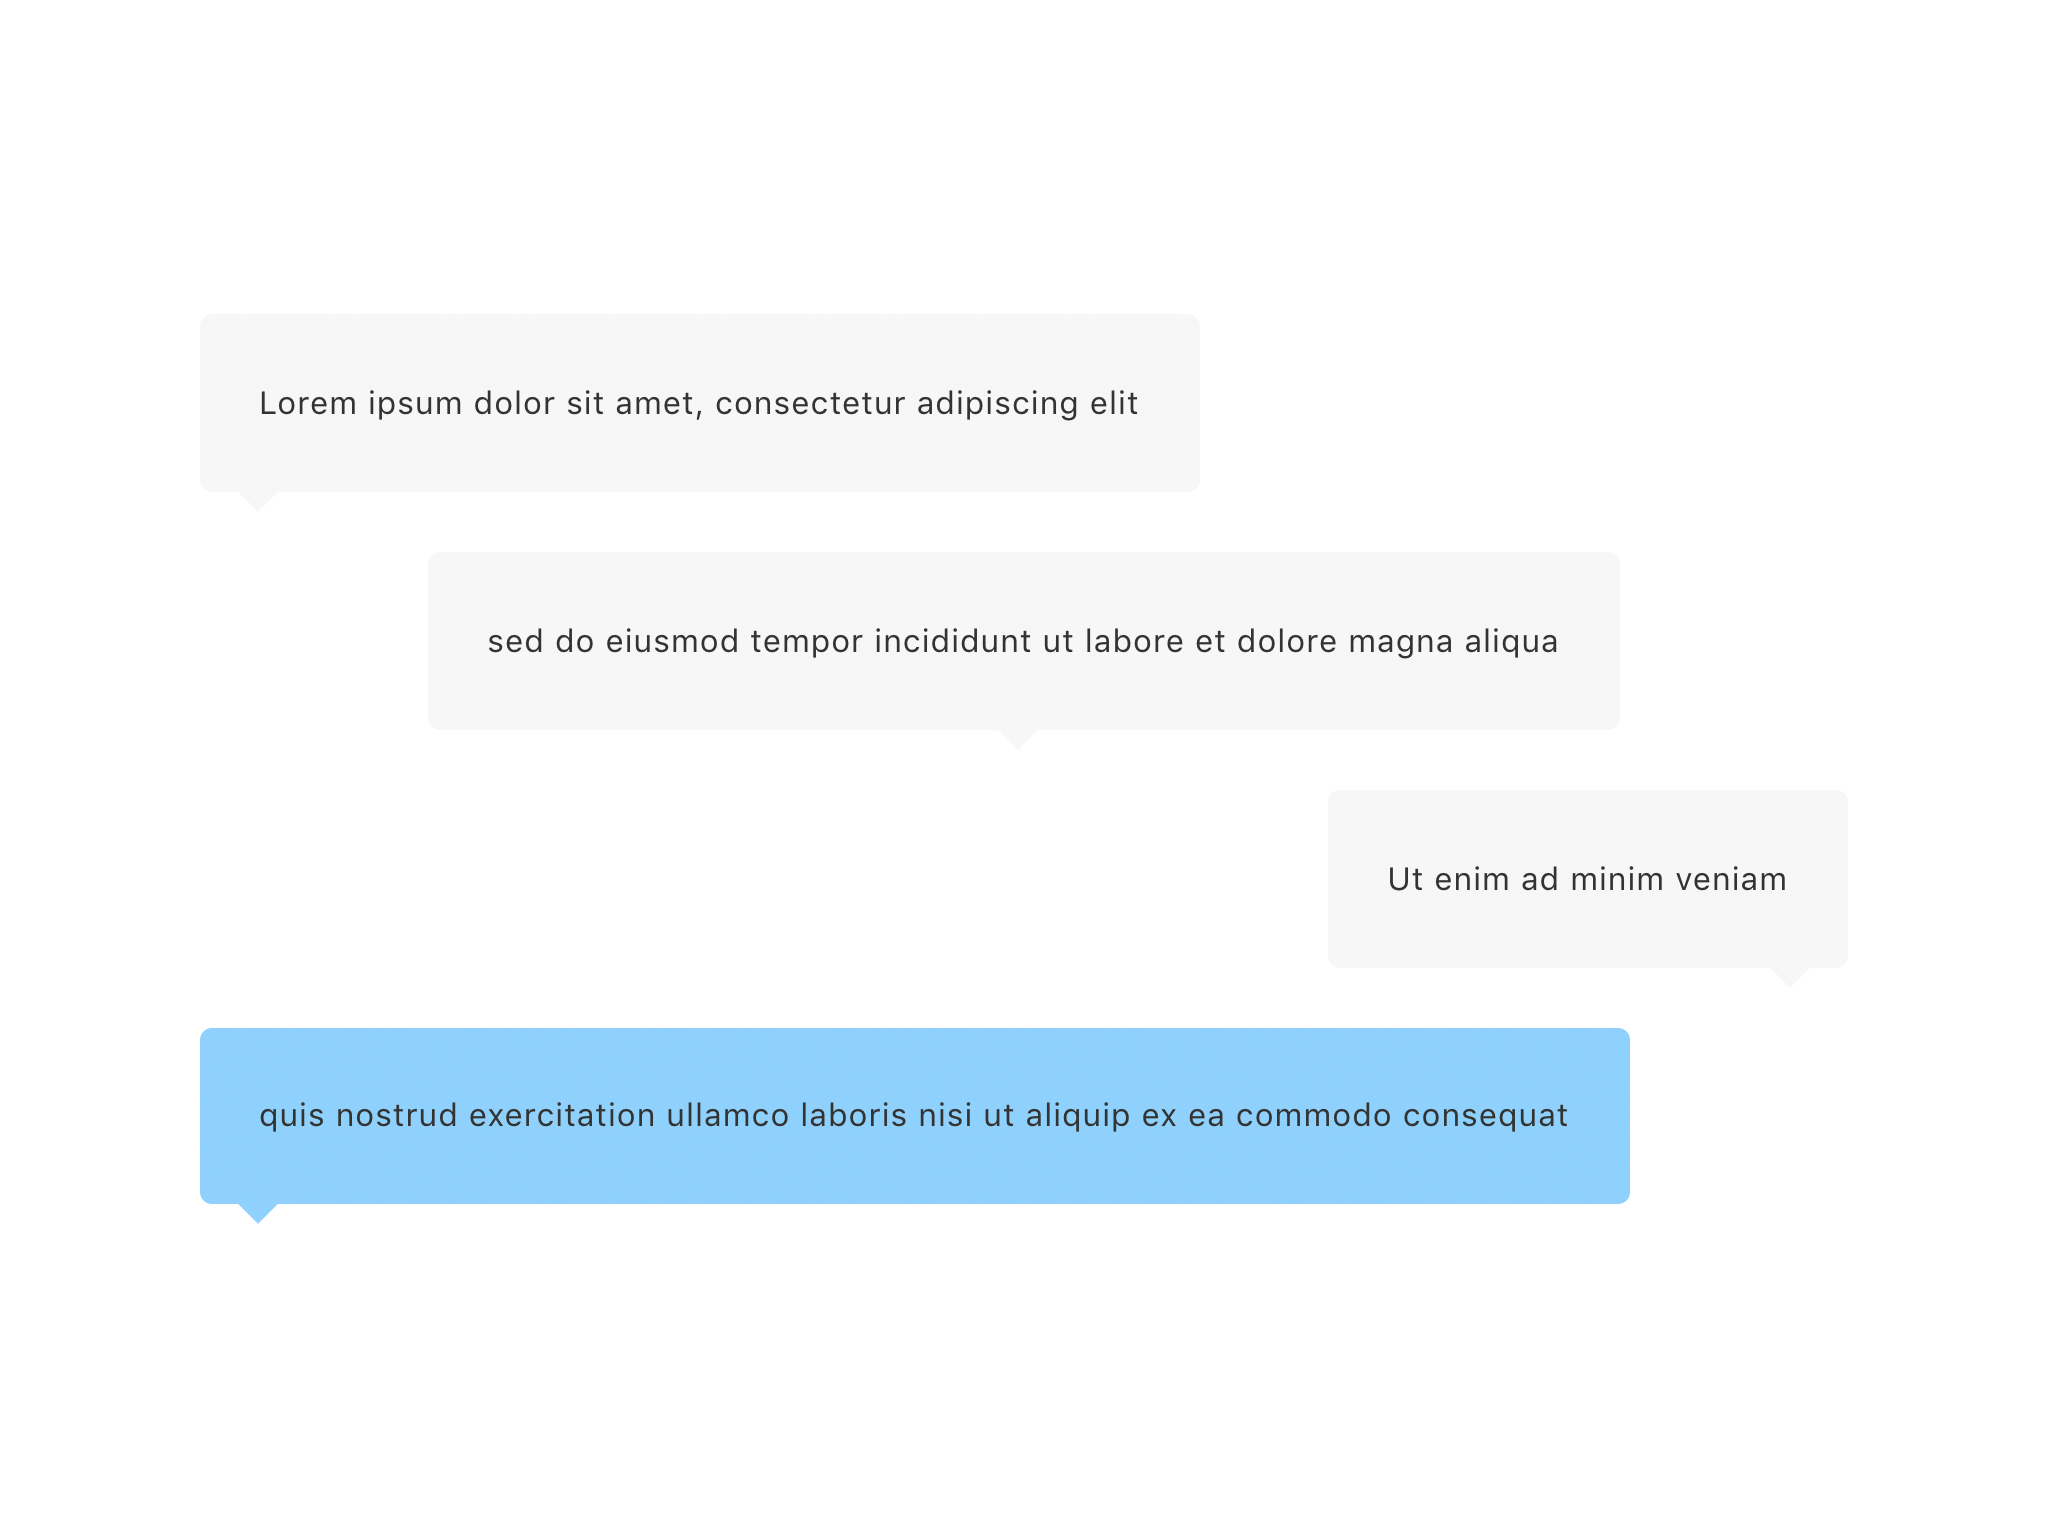 Lorem ipsum dolor sit amet, consectetur adipiscing elit
sed do eiusmod tempor incididunt ut labore et dolore magna aliqua
Ut enim ad minim veniam
quis nostrud exercitation ullamco laboris nisi ut aliquip ex ea commodo consequat